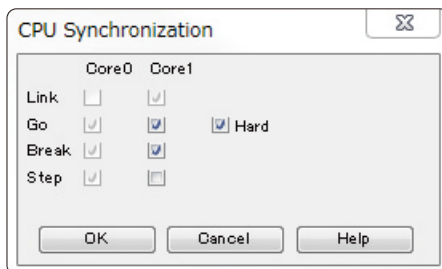 CPU Synchronization
Core0 Core1
Link
Go Hard
Break
Step
OK Cancel Help